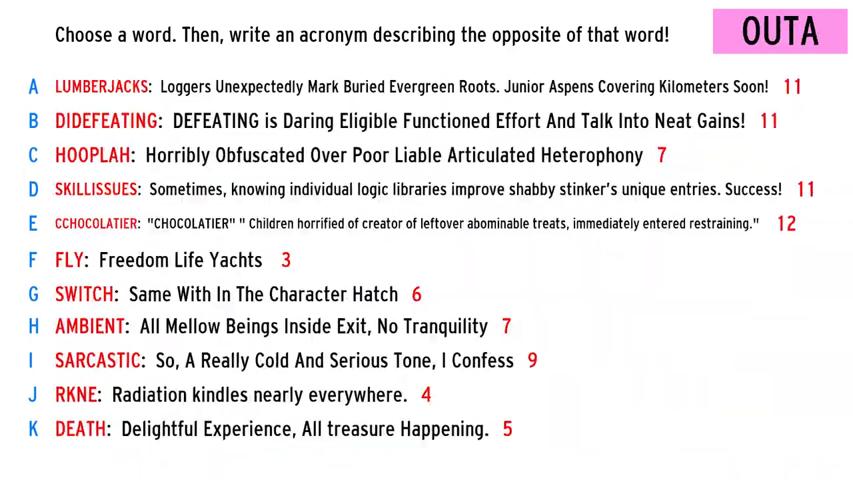 Choose a word. Then, write an acronym describing the opposite of that word!
OUTA
A LUMBERJACKS: Loggers Unexpectedly Mark Buried Evergreen Roots. Junior Aspens Covering Kilometers Soon! 11
B DIDEFEATING: DEFEATING is Daring Eligible Functioned Effort And Talk Into Neat Gains! 11
C HOOPLAH: Horribly Obfuscated Over Poor Liable Articulated Heterophony 7
D SKILLISSUES: Sometimes, knowing individual logic libraries improve shabby stinker's unique entries. Success! 11
E CCHOCOLATIER: "CHOCOLATIER" " Children horrified of creator of leftover abominable treats, immediately entered restraining." 12
F FLY: Freedom Life Yachts 3
G SWITCH: Same With In The Character Hatch 6
H AMBIENT: All Mellow Beings Inside Exit, No Tranquility 7
I SARCASTIC: So, A Really Cold And Serious Tone, I Confess 9
J RKNE: Radiation kindles nearly everywhere. 4
K DEATH: Delightful Experience, All treasure Happening. 5